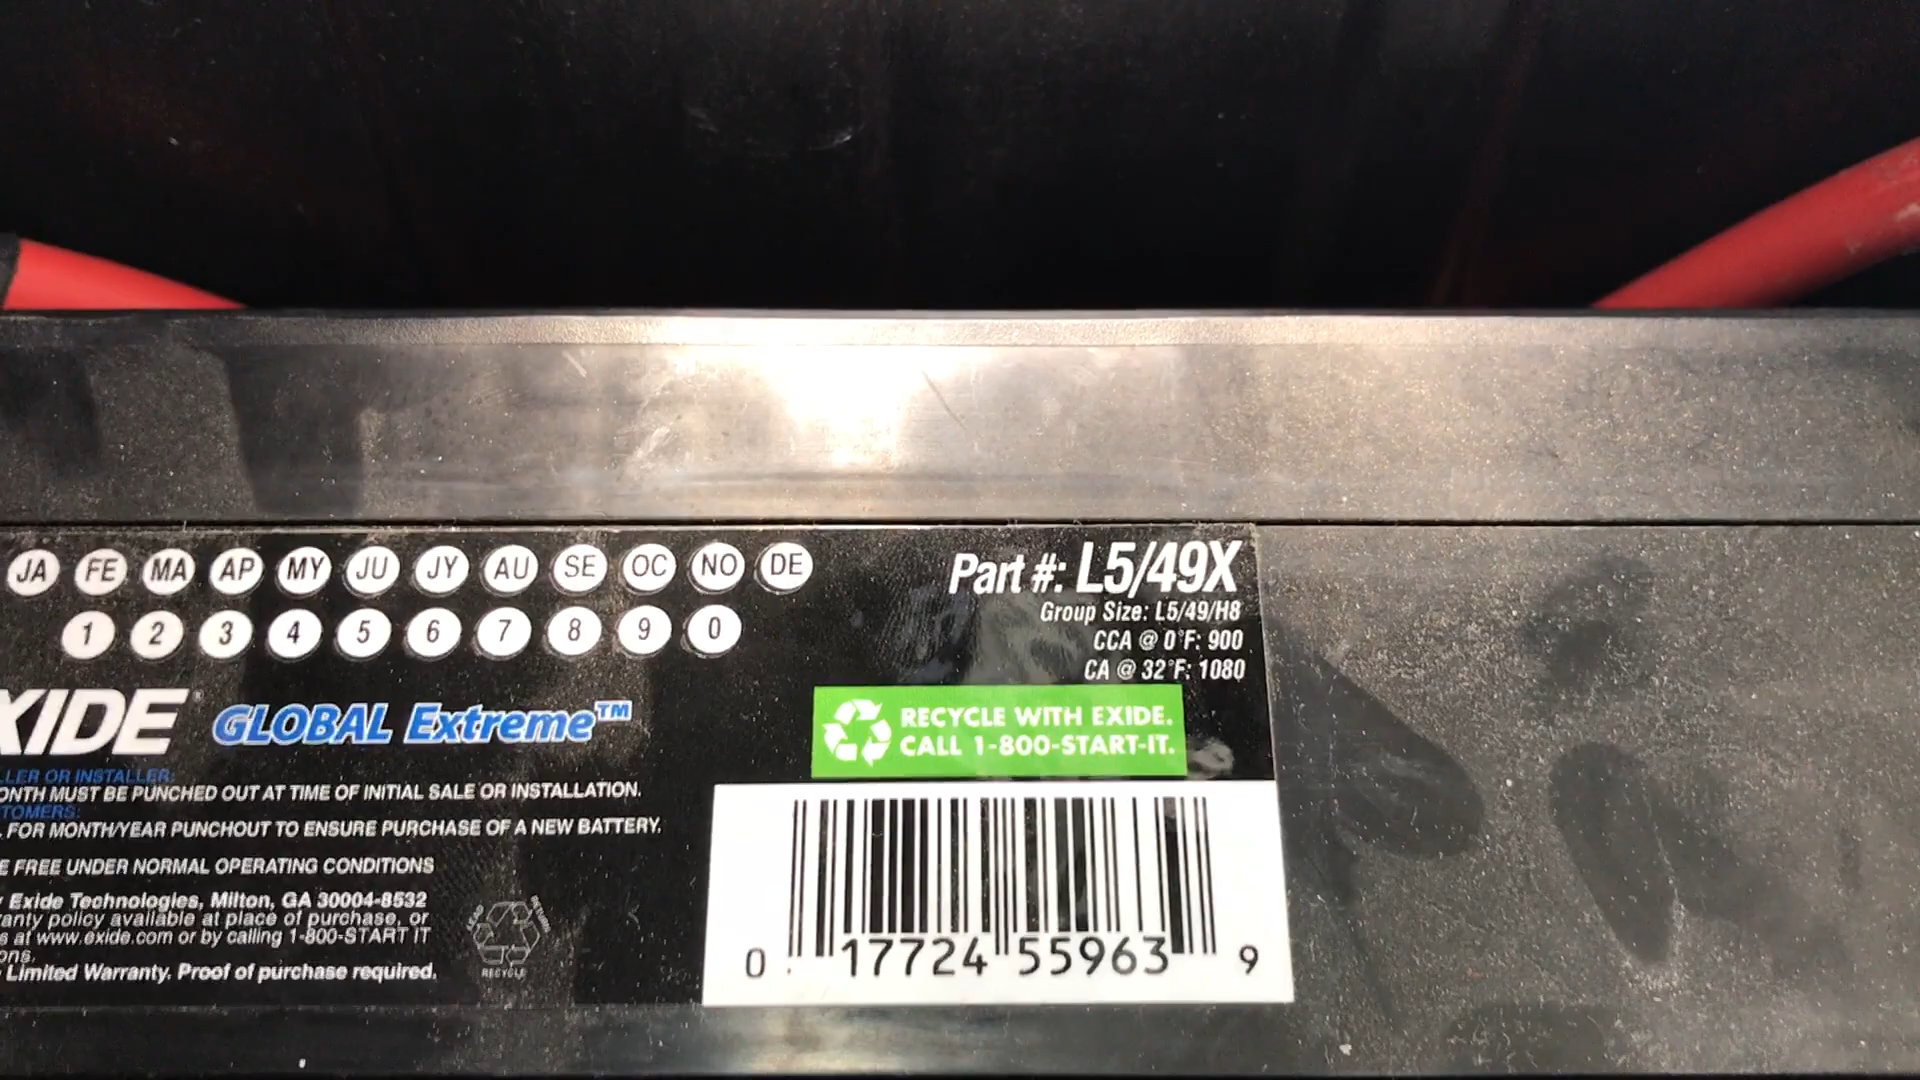 JA FE MA AP MY JU JY AU SE OC NO DE
1 2 3 4 5 6 7 8 9 0
Part #: L5/49X
Group Size: L5/49/H8
CCA @ 0°F: 900
CA @ 32°F: 1080
XIDE GLOBAL Extreme™
RECYCLE WITH EXIDE.
CALL 1-800-START-IT.
LLER OR INSTALLER:
ONTH MUST BE PUNCHED OUT AT TIME OF INITIAL SALE OR INSTALLATION.
TOMERS:
FOR MONTH/YEAR PUNCHOUT TO ENSURE PURCHASE OF A NEW BATTERY.
E FREE UNDER NORMAL OPERATING CONDITIONS
Exide Technologies, Milton, GA 30004-8532
anty policy available at place of purchase, or
s at www.exide.com or by calling 1-800-START IT
ons.
Limited Warranty. Proof of purchase required.
LEAD RETURN
RECYCLE
0 17724 55963 9